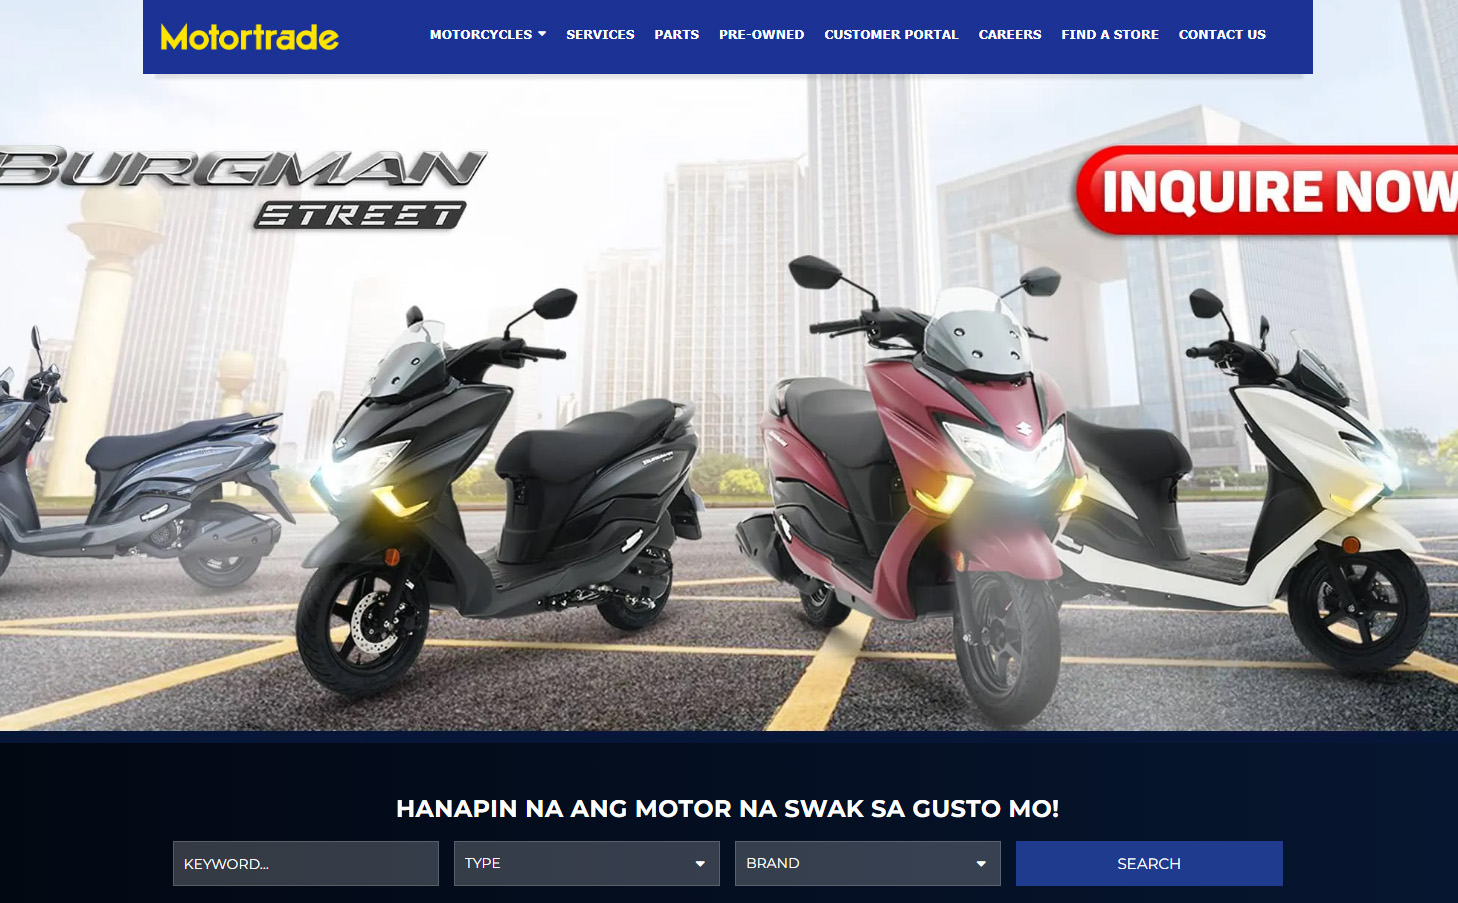 Motortrade
MOTORCYCLES
SERVICES
PARTS
PRE-OWNED
CUSTOMER PORTAL
CAREERS
FIND A STORE
CONTACT US
BURGMAN
STREET
INQUIRE NOW
BURGMAN
HANAPIN NA ANG MOTOR NA SWAK SA GUSTO MO!
KEYWORD...
TYPE
BRAND
SEARCH